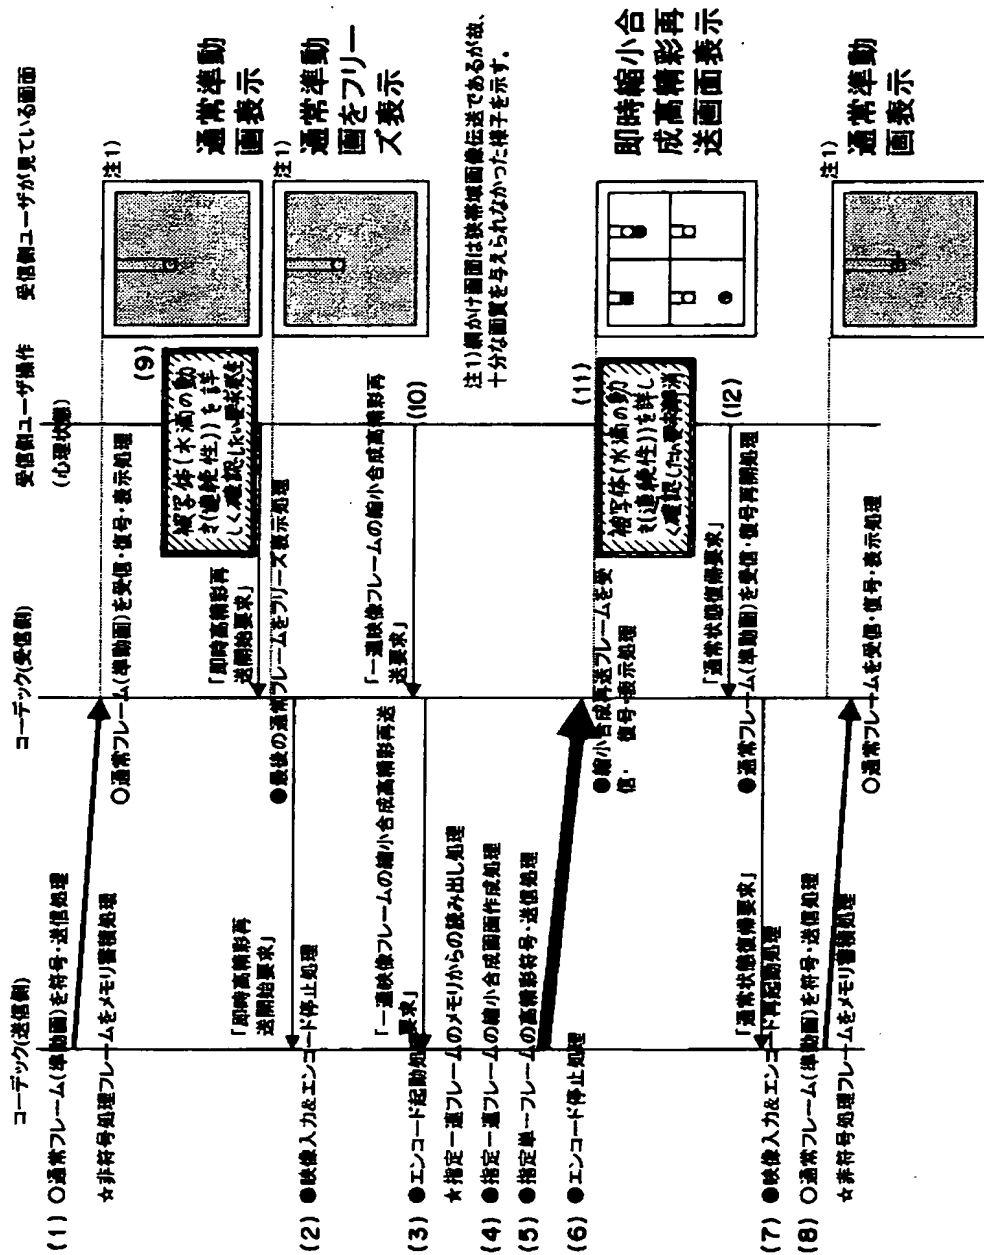 コーデック(送信側)
コーデック(受信側)
受信側ユーザ操作
(心理状態)
受信側ユーザが見ている画面
(1) ○通常フレーム(準動画)を符号・送信処理
☆非符号処理フレームをメモリ蓄積処理
○通常フレーム(準動画)を受信・復号・表示処理
(9)
被写体(水滴の動
き(連続性))を詳
しく確認したい要求発生
注1)
通常準動
画表示
「即時高精彩再
送開始要求」
「即時高精彩再
送開始要求」
(2) ●映像入力&エンコード停止処理
●最後の通常フレームをフリーズ表示処理
注1)
通常準動
画をフリー
ズ表示
「一連映像フレームの縮小合成高精彩再
送要求」
(10)
「一連映像フレームの縮小合成高精彩再送
要求」
(3) ●エンコード起動処理
★指定一連フレームのメモリからの読み出し処理
(4) ●指定一連フレームの縮小合成画面作成処理
(5) ●指定単一フレームの高精彩符号・送信処理
(6) ●エンコード停止処理
注1)網かけ画面は狭帯域画像伝送であるが故、
十分な画質を与えられなかった様子を示す。
●縮小合成再送フレームを受
信・復号・表示処理
(11)
被写体(水滴の動
き(連続性))を詳し
く確認したい要求解消
即時縮小合
成高精彩再
送画面表示
(12)
「通常状態復帰要求」
「通常状態復帰要求」
(7) ●映像入力&エンコード再起動処理
●通常フレーム(準動画)を受信・復号再開処理
(8) ○通常フレーム(準動画)を符号・送信処理
☆非符号処理フレームをメモリ蓄積処理
○通常フレームを受信・復号・表示処理
注1)
通常準動
画表示